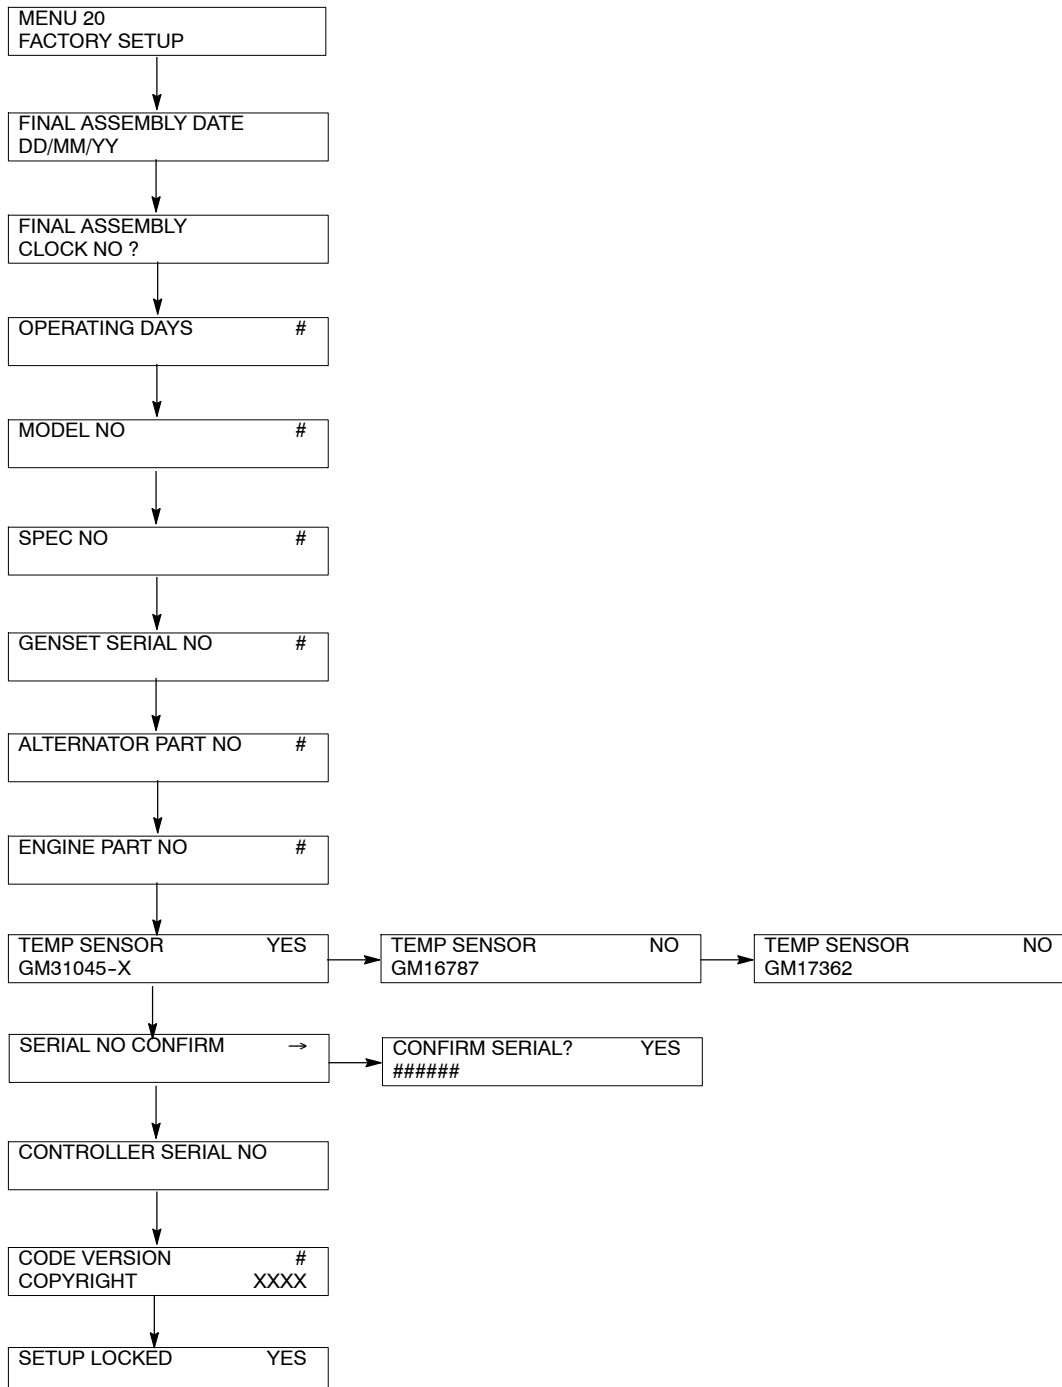 MENU 20
FACTORY SETUP
FINAL ASSEMBLY DATE
DD/MM/YY
FINAL ASSEMBLY
CLOCK NO ?
OPERATING DAYS #
MODEL NO #
SPEC NO #
GENSET SERIAL NO #
ALTERNATOR PART NO #
ENGINE PART NO #
TEMP SENSOR YES
GM31045-X
TEMP SENSOR NO
GM16787
TEMP SENSOR NO
GM17362
SERIAL NO CONFIRM →
CONFIRM SERIAL? YES
######
CONTROLLER SERIAL NO
CODE VERSION #
COPYRIGHT XXXX
SETUP LOCKED YES